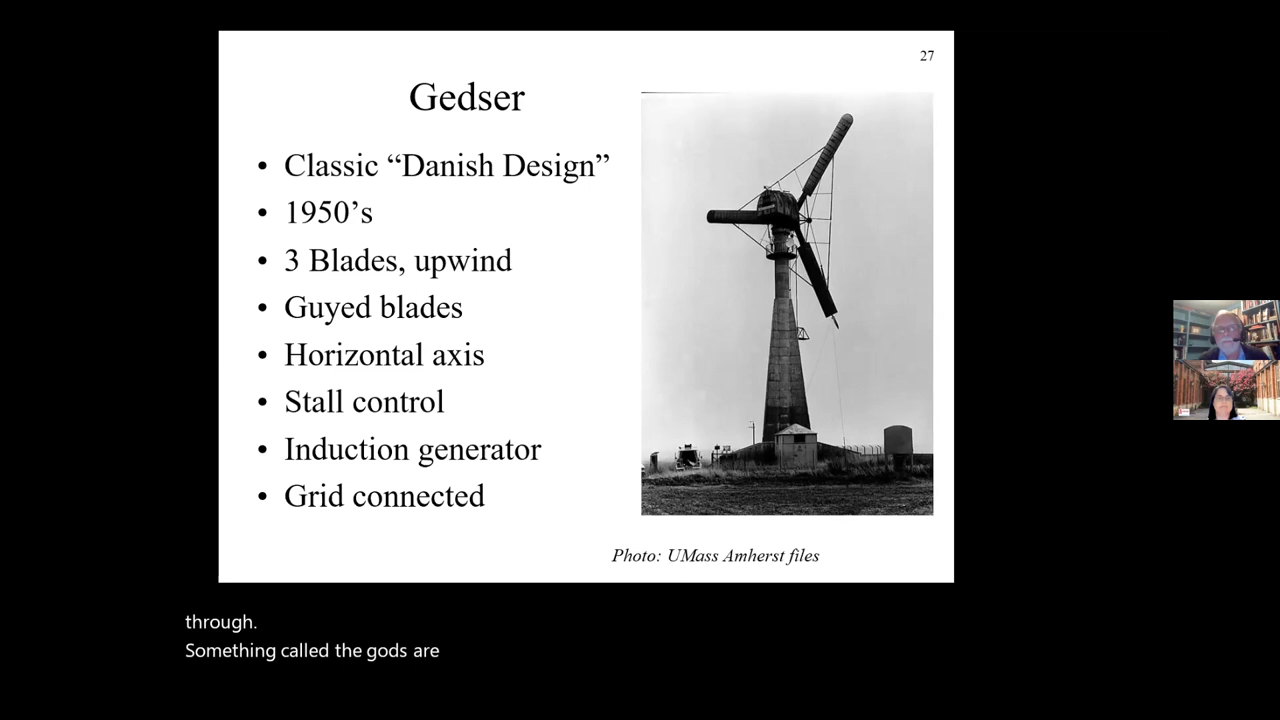 27
Gedser
• Classic “Danish Design”
• 1950’s
• 3 Blades, upwind
• Guyed blades
• Horizontal axis
• Stall control
• Induction generator
• Grid connected
Photo: UMass Amherst files
through.
Something called the gods are